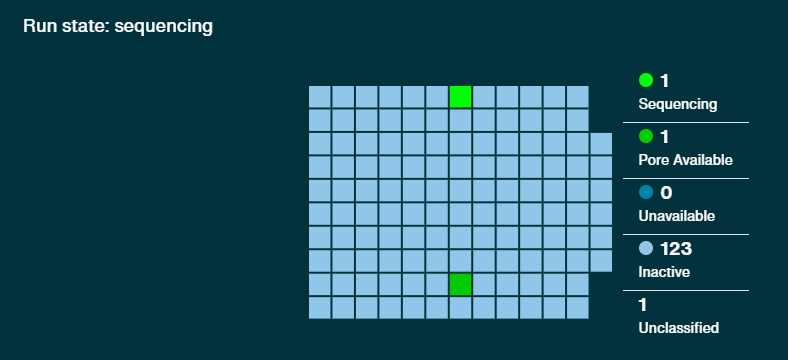 Run state: sequencing
1
Sequencing
1
Pore Available
0
Unavailable
123
Inactive
1
Unclassified